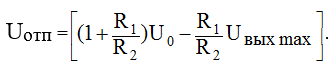 Uотп = [(1 + R1/R2)U0 − R1/R2 Uвых max].